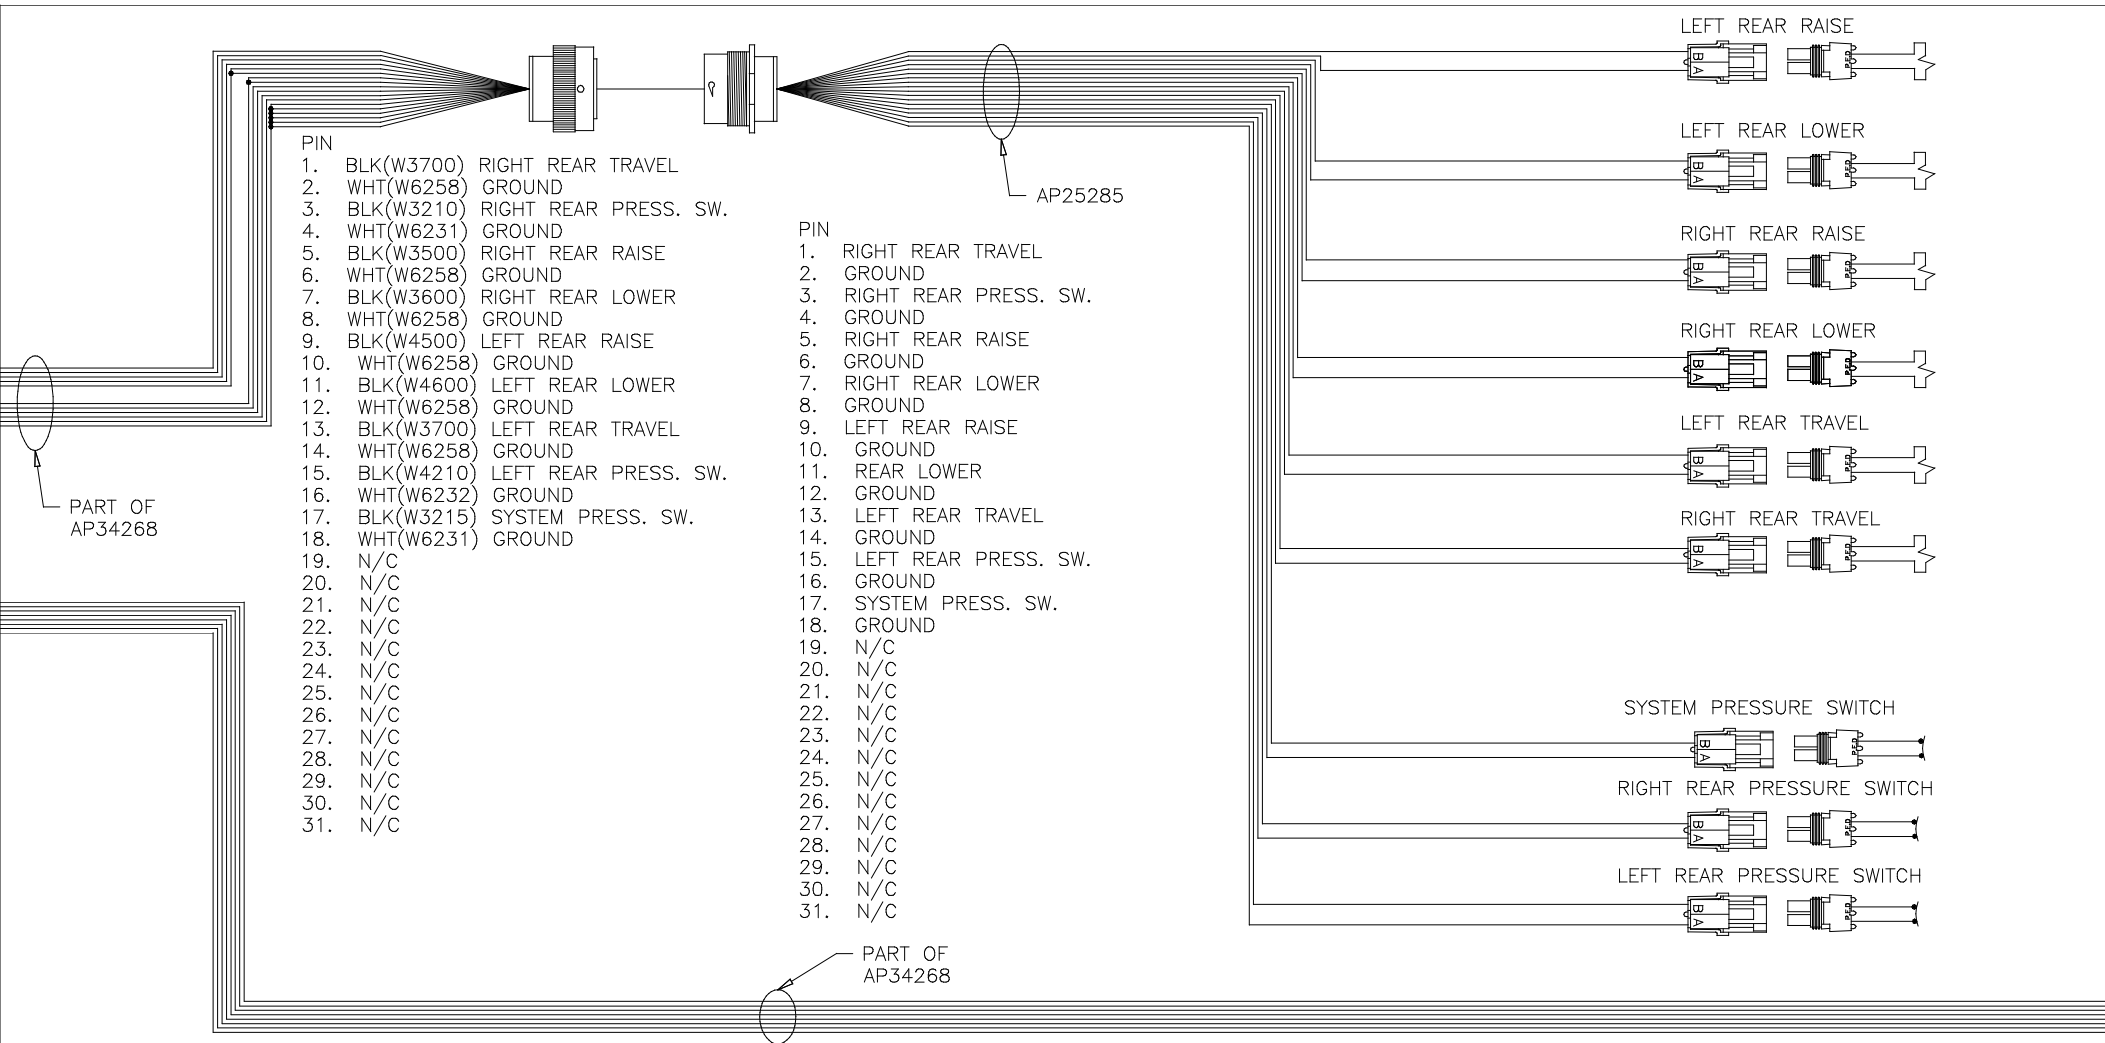 PIN
1. BLK(W3700) RIGHT REAR TRAVEL
2. WHT(W6258) GROUND
3. BLK(W3210) RIGHT REAR PRESS. SW.
4. WHT(W6231) GROUND
5. BLK(W3500) RIGHT REAR RAISE
6. WHT(W6258) GROUND
7. BLK(W3600) RIGHT REAR LOWER
8. WHT(W6258) GROUND
9. BLK(W4500) LEFT REAR RAISE
10. WHT(W6258) GROUND
11. BLK(W4600) LEFT REAR LOWER
12. WHT(W6258) GROUND
13. BLK(W3700) LEFT REAR TRAVEL
14. WHT(W6258) GROUND
15. BLK(W4210) LEFT REAR PRESS. SW.
16. WHT(W6232) GROUND
17. BLK(W3215) SYSTEM PRESS. SW.
18. WHT(W6231) GROUND
19. N/C
20. N/C
21. N/C
22. N/C
23. N/C
24. N/C
25. N/C
26. N/C
27. N/C
28. N/C
29. N/C
30. N/C
31. N/C
PART OF
AP34268
AP25285
PIN
1. RIGHT REAR TRAVEL
2. GROUND
3. RIGHT REAR PRESS. SW.
4. GROUND
5. RIGHT REAR RAISE
6. GROUND
7. RIGHT REAR LOWER
8. GROUND
9. LEFT REAR RAISE
10. GROUND
11. REAR LOWER
12. GROUND
13. LEFT REAR TRAVEL
14. GROUND
15. LEFT REAR PRESS. SW.
16. GROUND
17. SYSTEM PRESS. SW.
18. GROUND
19. N/C
20. N/C
21. N/C
22. N/C
23. N/C
24. N/C
25. N/C
26. N/C
27. N/C
28. N/C
29. N/C
30. N/C
31. N/C
PART OF
AP34268
LEFT REAR RAISE
B A P.E.D.
LEFT REAR LOWER
B A P.E.D.
RIGHT REAR RAISE
B A P.E.D.
RIGHT REAR LOWER
B A P.E.D.
LEFT REAR TRAVEL
B A P.E.D.
RIGHT REAR TRAVEL
B A P.E.D.
SYSTEM PRESSURE SWITCH
B A P.E.D.
RIGHT REAR PRESSURE SWITCH
B A P.E.D.
LEFT REAR PRESSURE SWITCH
B A P.E.D.